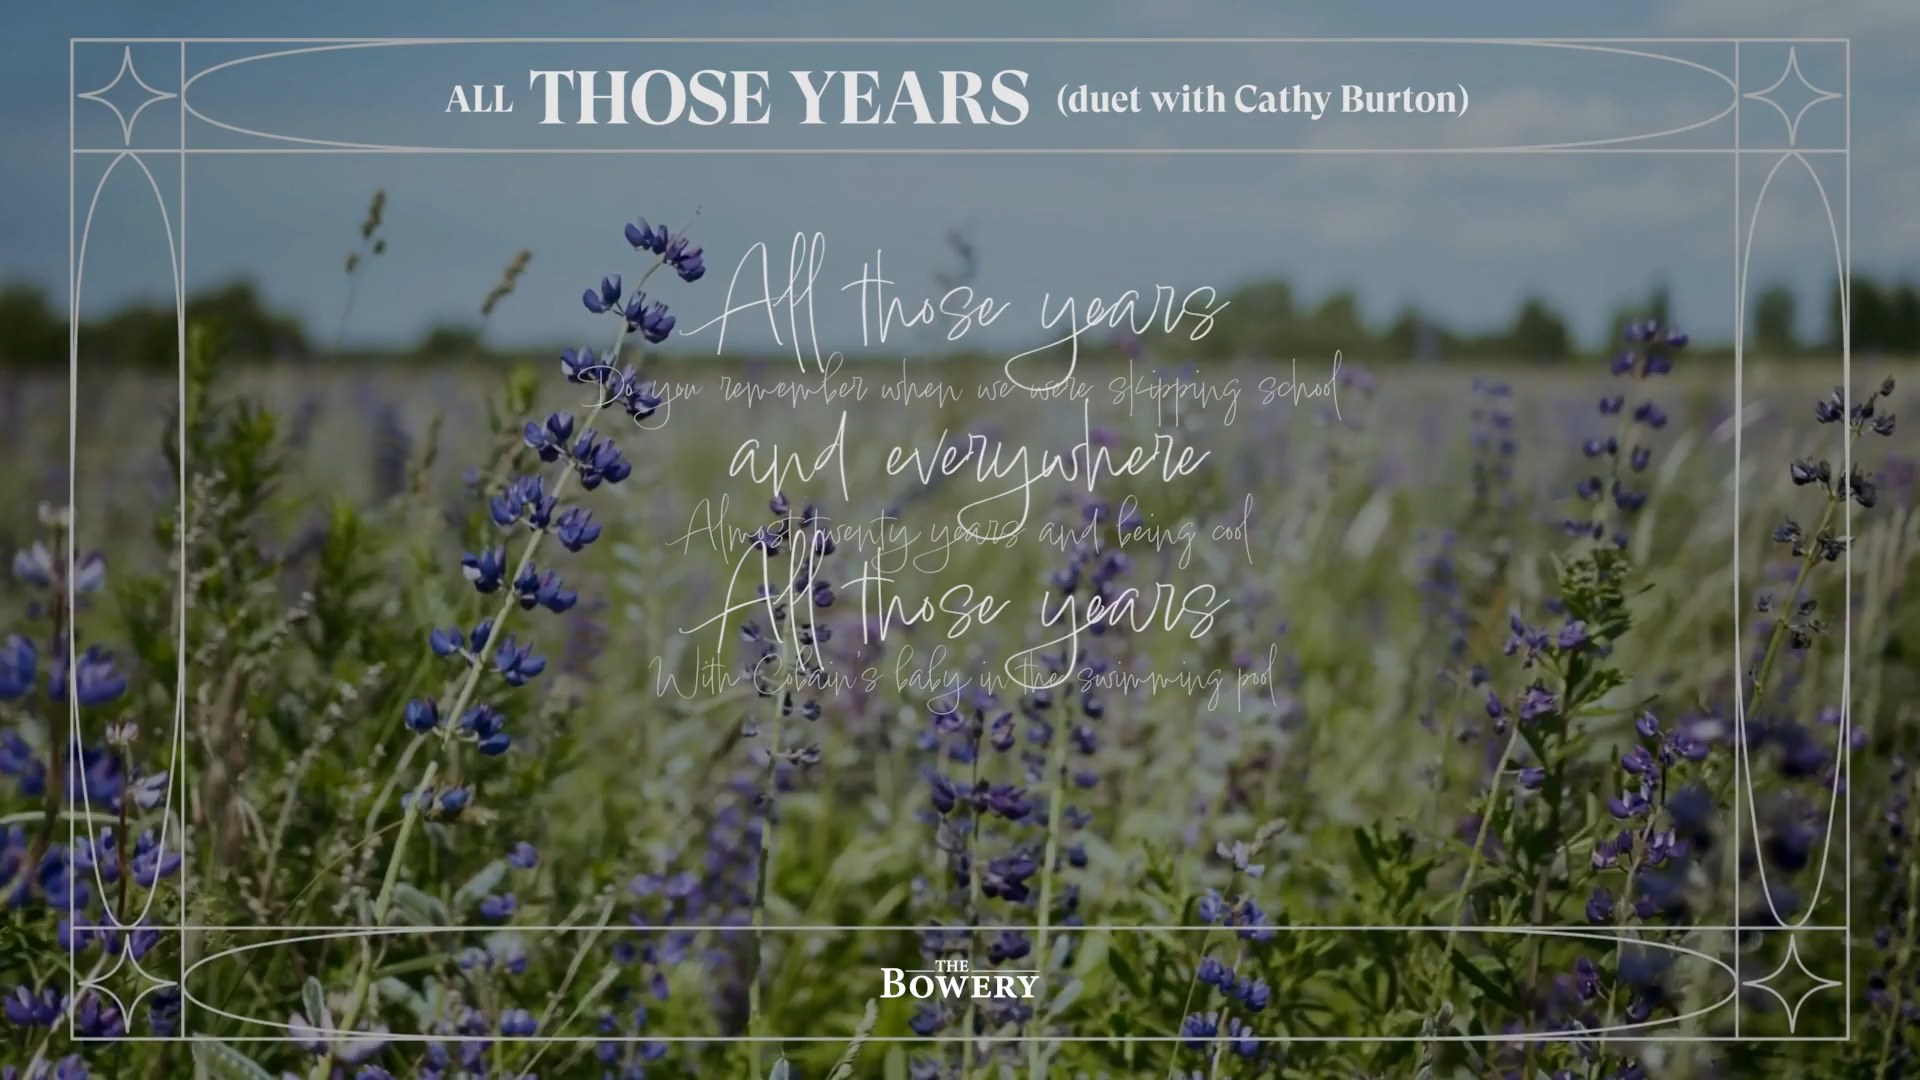 ALL THOSE YEARS (duet with Cathy Burton)
All those years
Do you remember when we were skipping school
and everywhere
Almost twenty years and being cool
All those years
With Cobain's baby in the swimming pool
THE
BOWERY